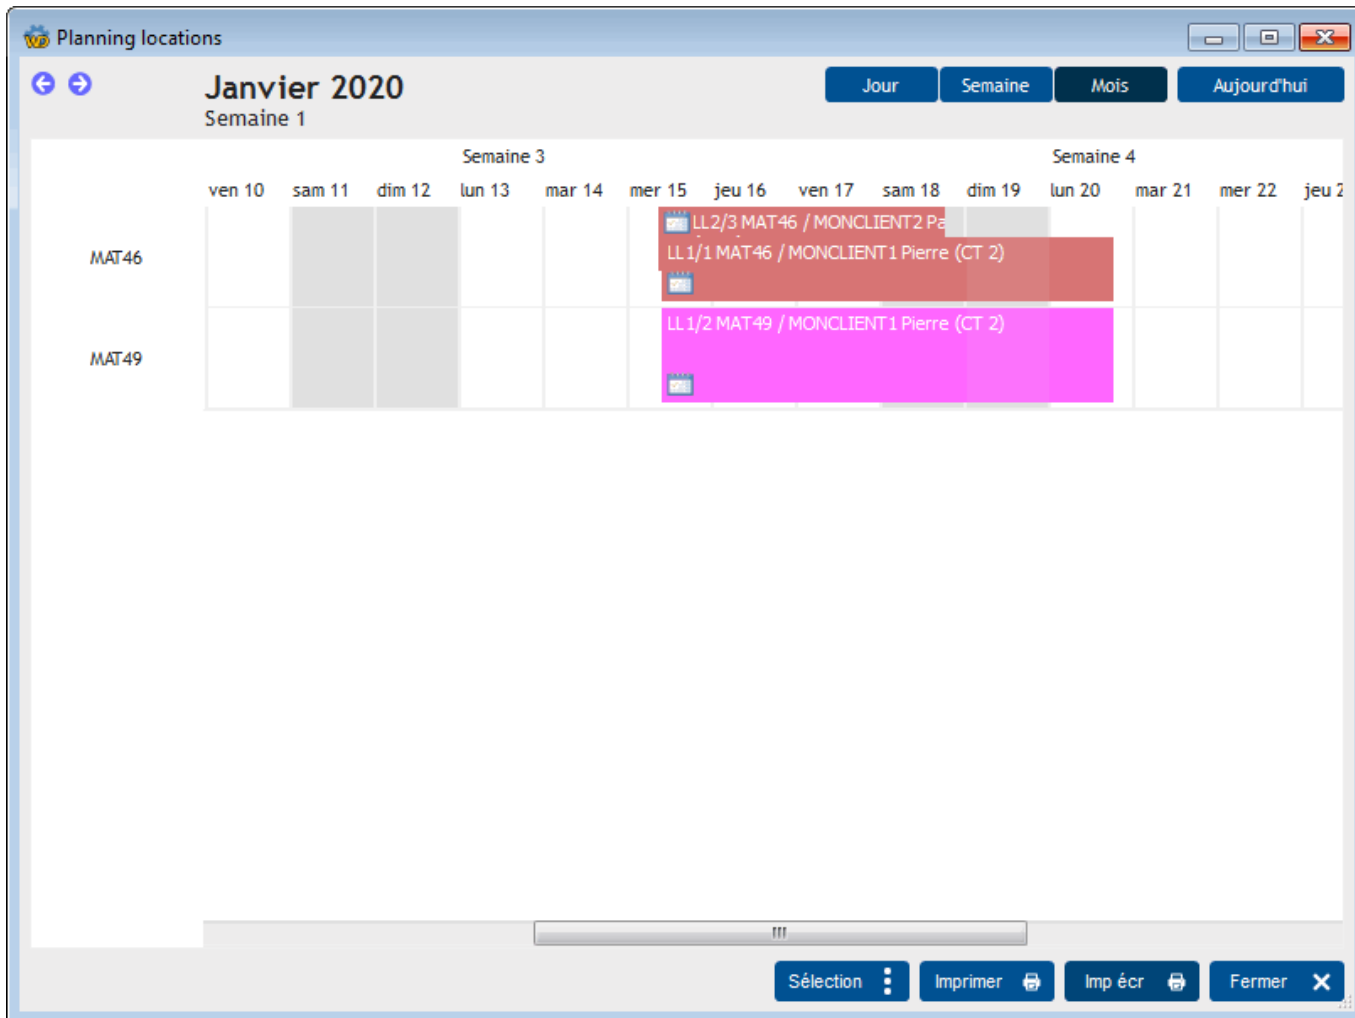 Planning locations
Janvier 2020
Semaine 1
Jour Semaine Mois Aujourd'hui
Semaine 3 Semaine 4
ven 10 sam 11 dim 12 lun 13 mar 14 mer 15 jeu 16 ven 17 sam 18 dim 19 lun 20 mar 21 mer 22 jeu
LL2/3 MAT46 / MONCLIENT2 Pa
MAT46
LL1/1 MAT46 / MONCLIENT1 Pierre (CT 2)
LL1/2 MAT49 / MONCLIENT1 Pierre (CT 2)
MAT49
Sélection Imprimer Imp écr Fermer